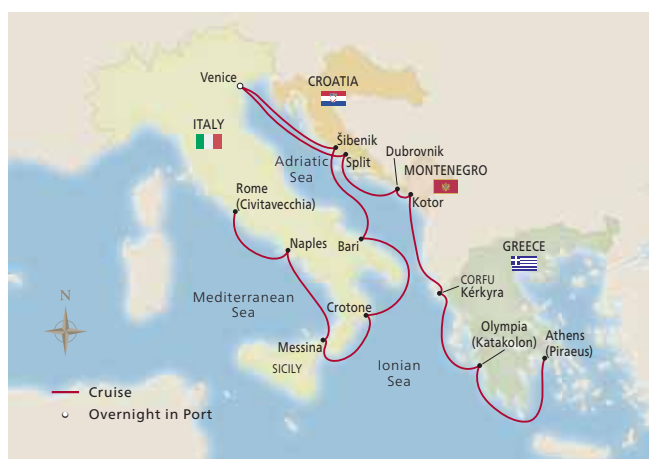 Venice
CROATIA
ITALY
Šibenik
Split
Adriatic
Sea
Dubrovnik
MONTENEGRO
Kotor
Rome
(Civitavecchia)
Naples
Bari
GREECE
CORFU
Kérkyra
Mediterranean
Sea
Crotone
Olympia
(Katakolon)
Athens
(Piraeus)
N
Messina
SICILY
Ionian
Sea
Cruise
Overnight in Port